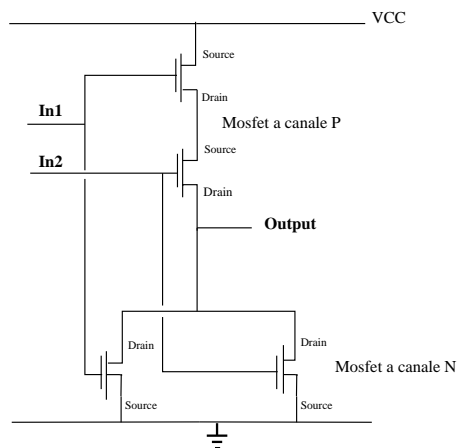 VCC
Source
Drain
In1
Mosfet a canale P
Source
In2
Drain
Output
Drain
Drain
Mosfet a canale N
Source
Source